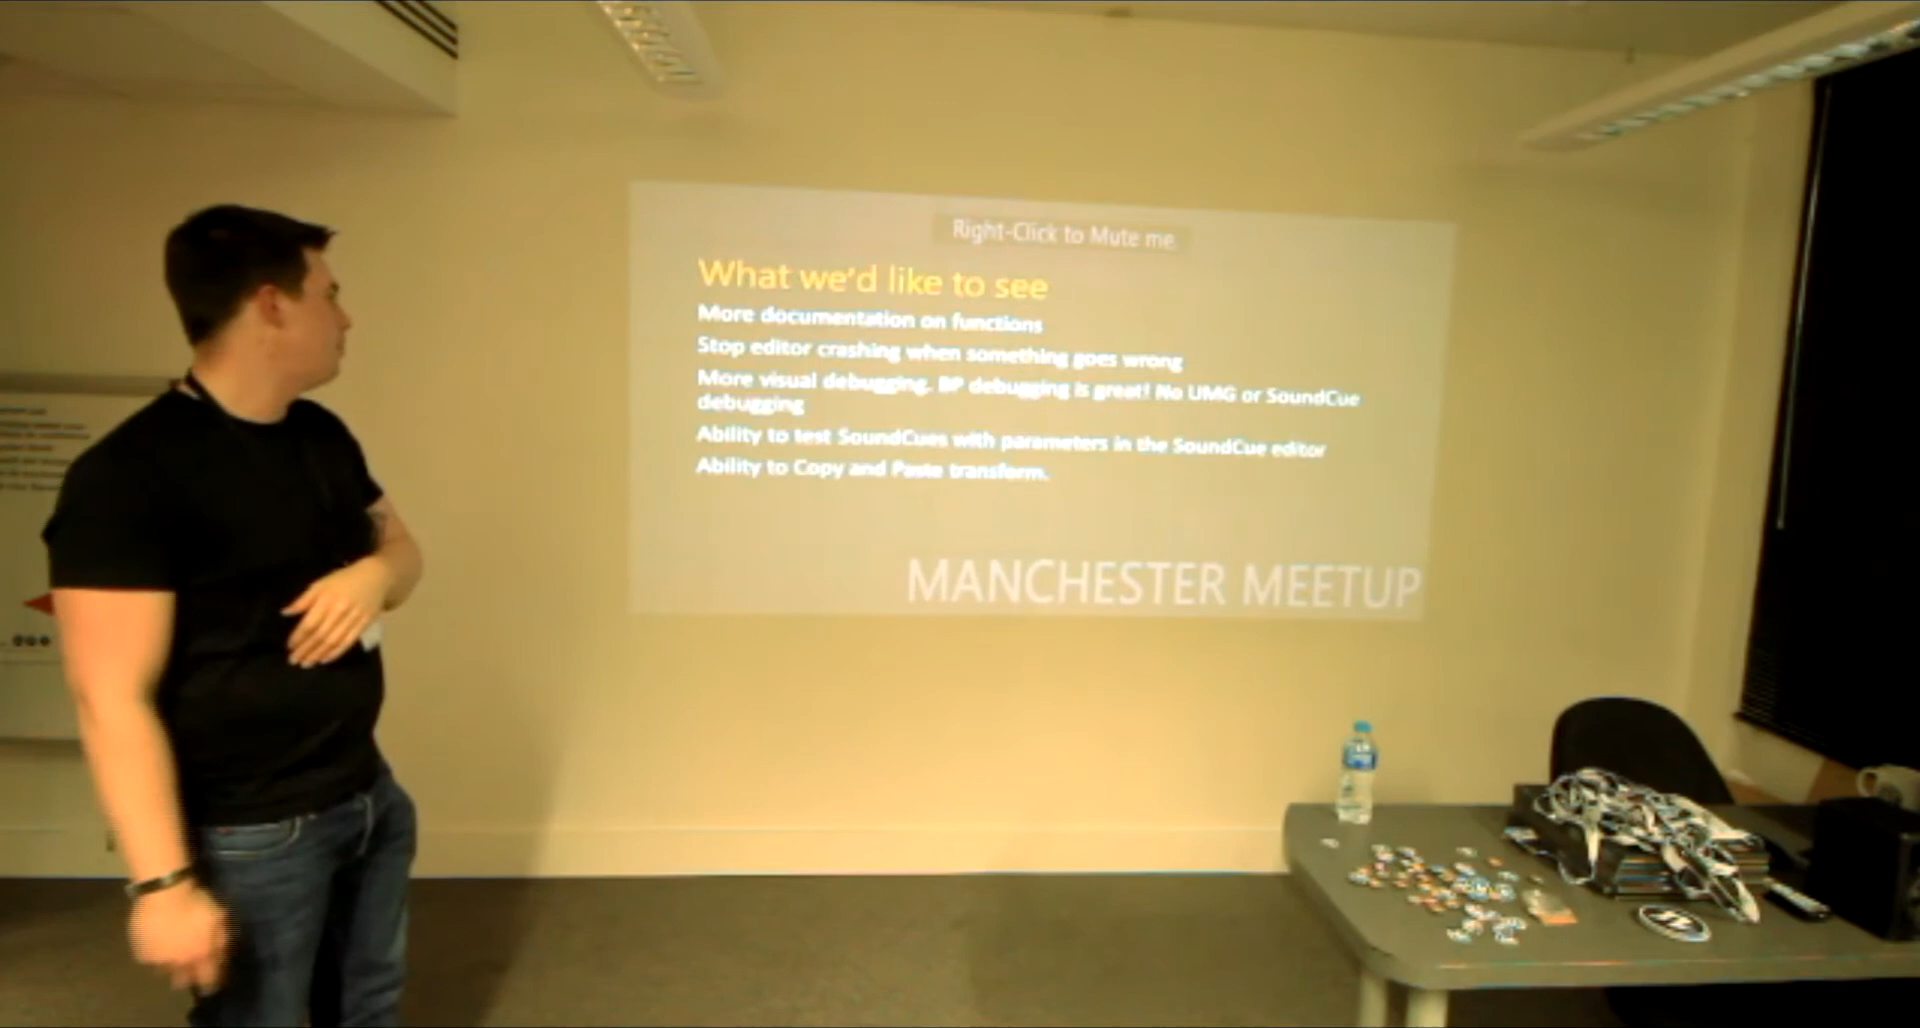 Right-Click to Mute me
What we'd like to see
More documentation on functions
Stop editor crashing when something goes wrong
More visual debugging. BP debugging is great! No UMG or SoundCue
debugging
Ability to test SoundCues with parameters in the SoundCue editor
Ability to Copy and Paste transform.
MANCHESTER MEETUP